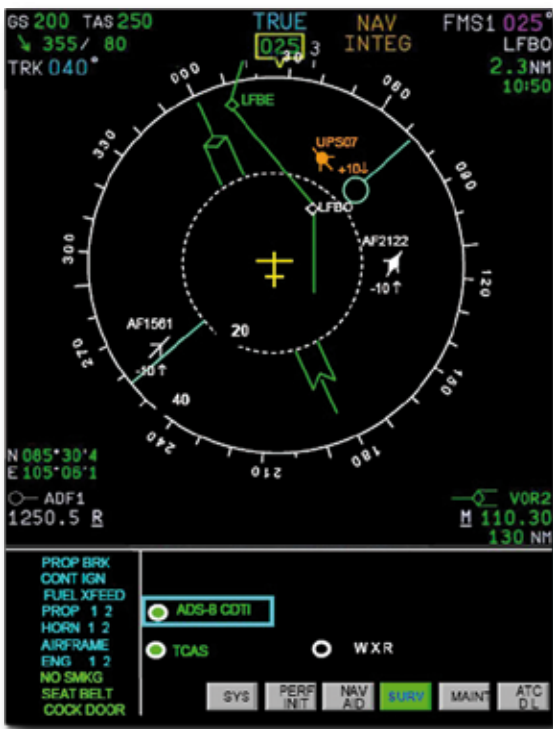 GS 200 TAS 250
355/ 80
TRK 040°
TRUE
025
3
NAV
INTEG
FMS1 025°
LFBO
2.3NM
10:50
30
060
090
120
150
180
210
240
270
300
330
LFBE
UPS07
+10↓
LFBO
AF2122
-10↑
AF1561
-10↑
20
40
N 085°30'4
E 105°06'1
ADF1
1250.5 R
VOR2
M 110.30
130 NM
PROP BRK
CONT IGN
FUEL XFEED
PROP 1 2
HORN 1 2
AIRFRAME
ENG 1 2
NO SMKG
SEAT BELT
COCK DOOR
ADS-B CDTI
TCAS
WXR
SYS
PERF INIT
NAV AID
SURV
MAINT
ATC DL